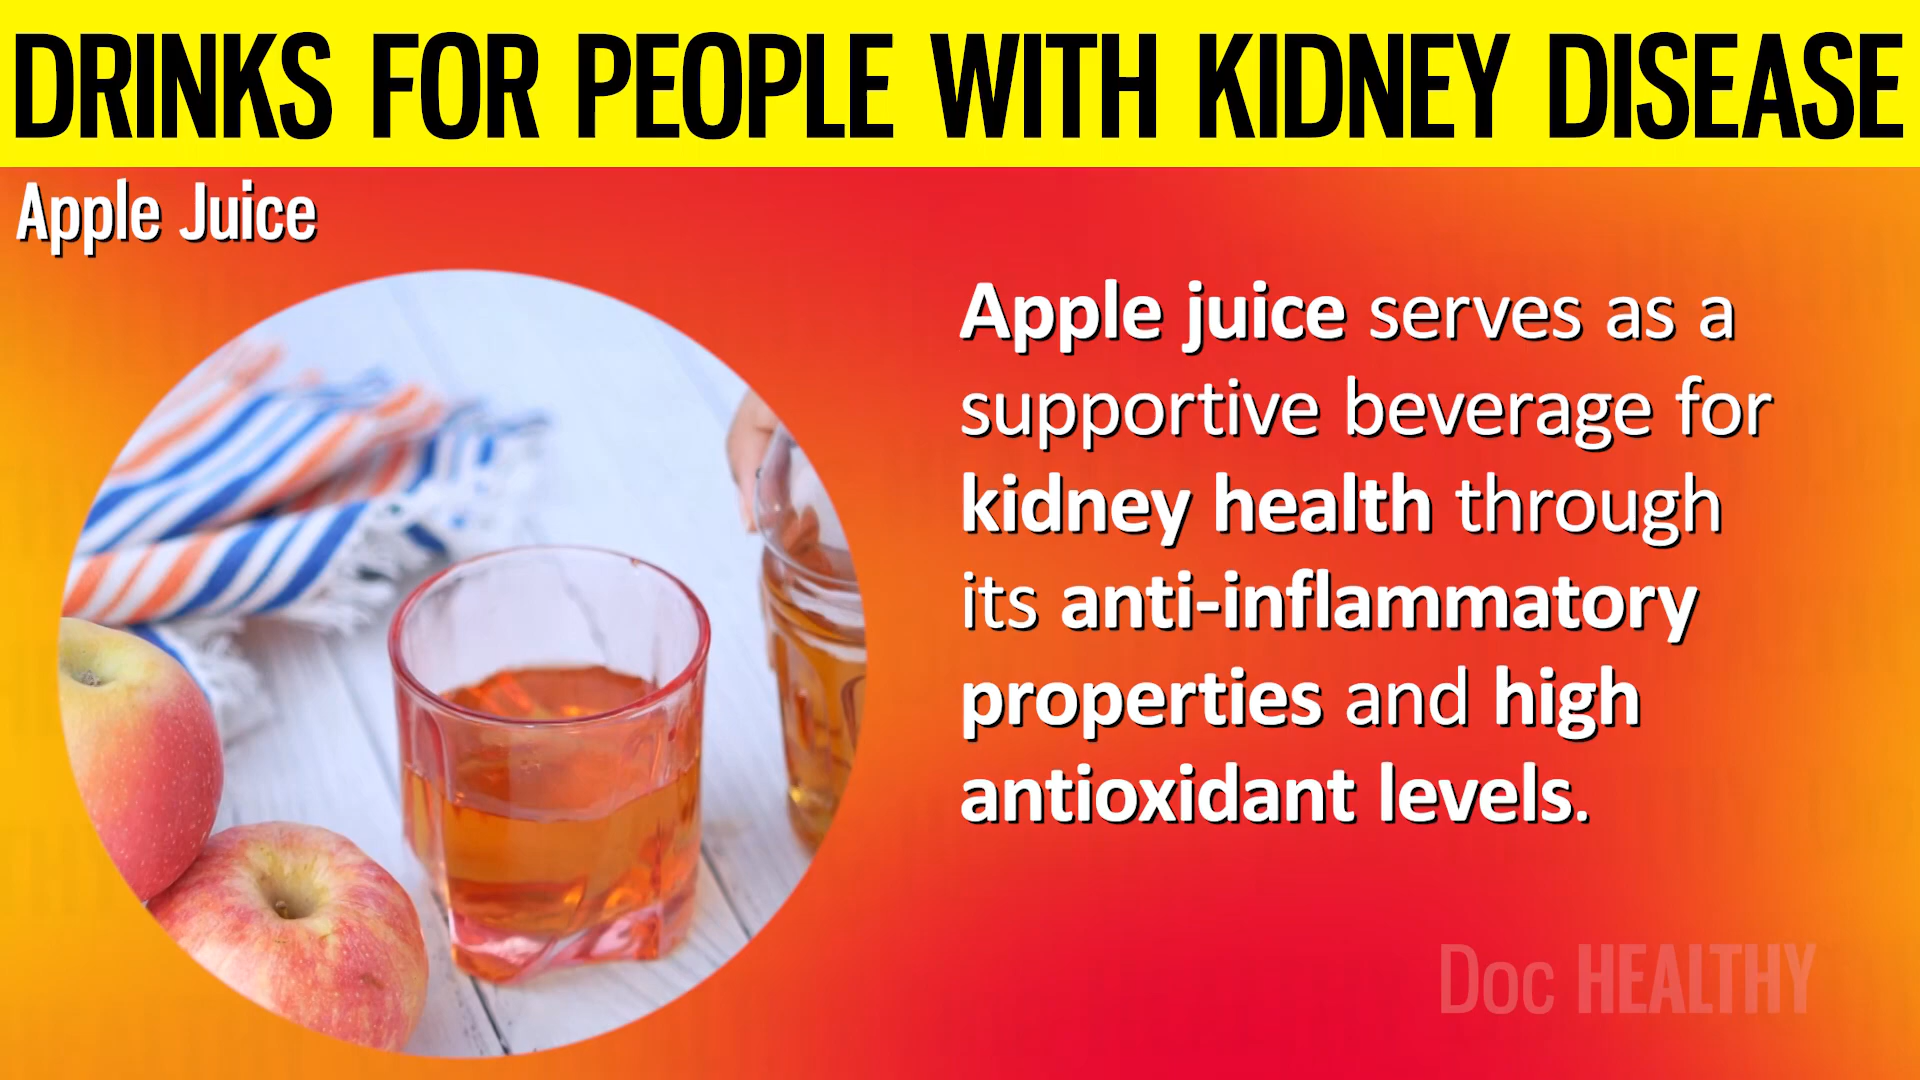 DRINKS FOR PEOPLE WITH KIDNEY DISEASE
Apple Juice
Apple juice serves as a
supportive beverage for
kidney health through
its anti-inflammatory
properties and high
antioxidant levels.
Doc HEALTHY